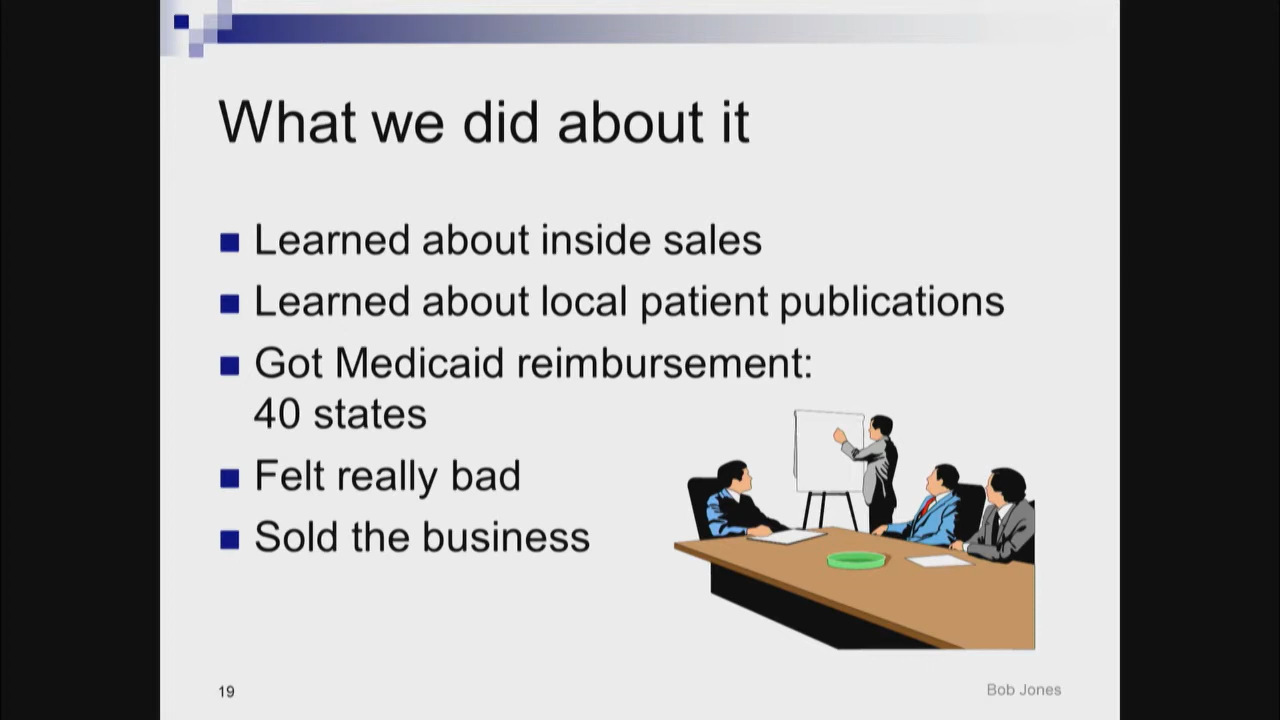 What we did about it
Learned about inside sales
Learned about local patient publications
Got Medicaid reimbursement:
40 states
Felt really bad
Sold the business
19
Bob Jones